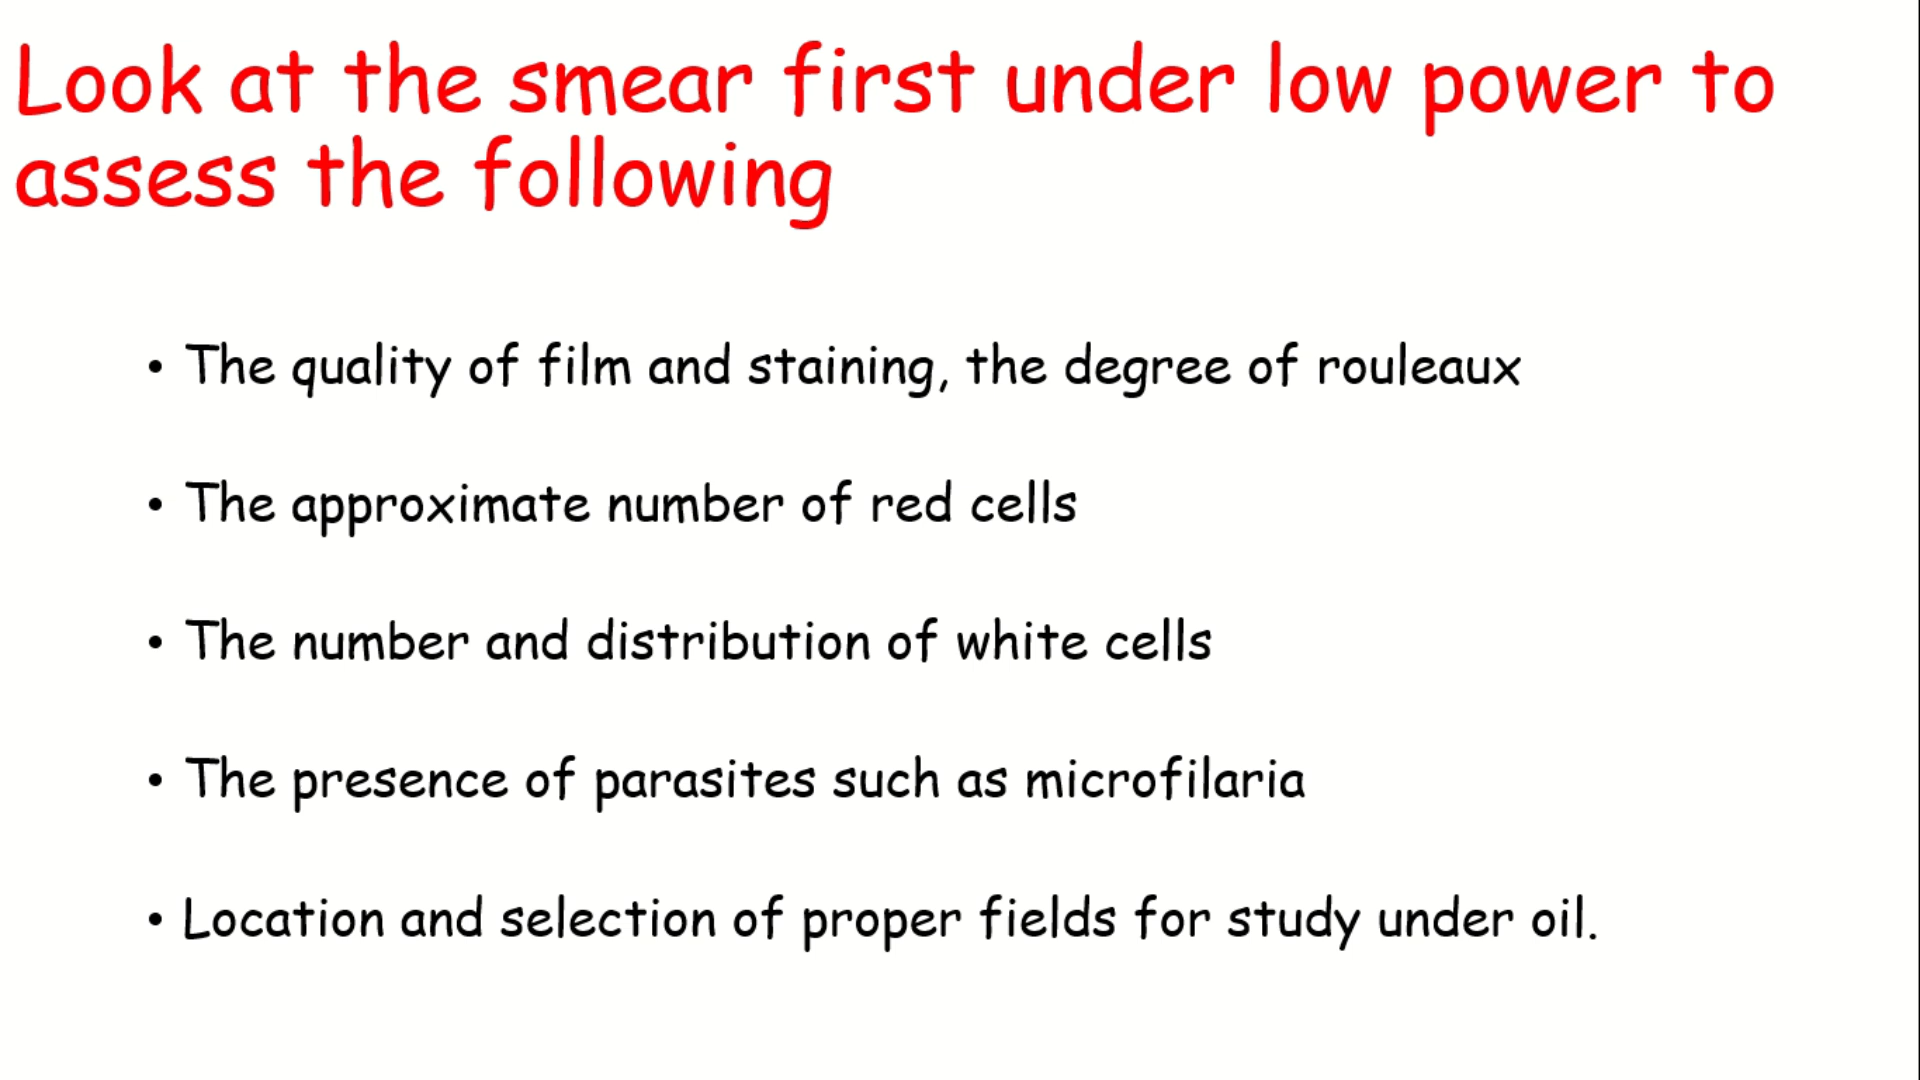 Look at the smear first under low power to
assess the following
• The quality of film and staining, the degree of rouleaux
• The approximate number of red cells
• The number and distribution of white cells
• The presence of parasites such as microfilaria
• Location and selection of proper fields for study under oil.